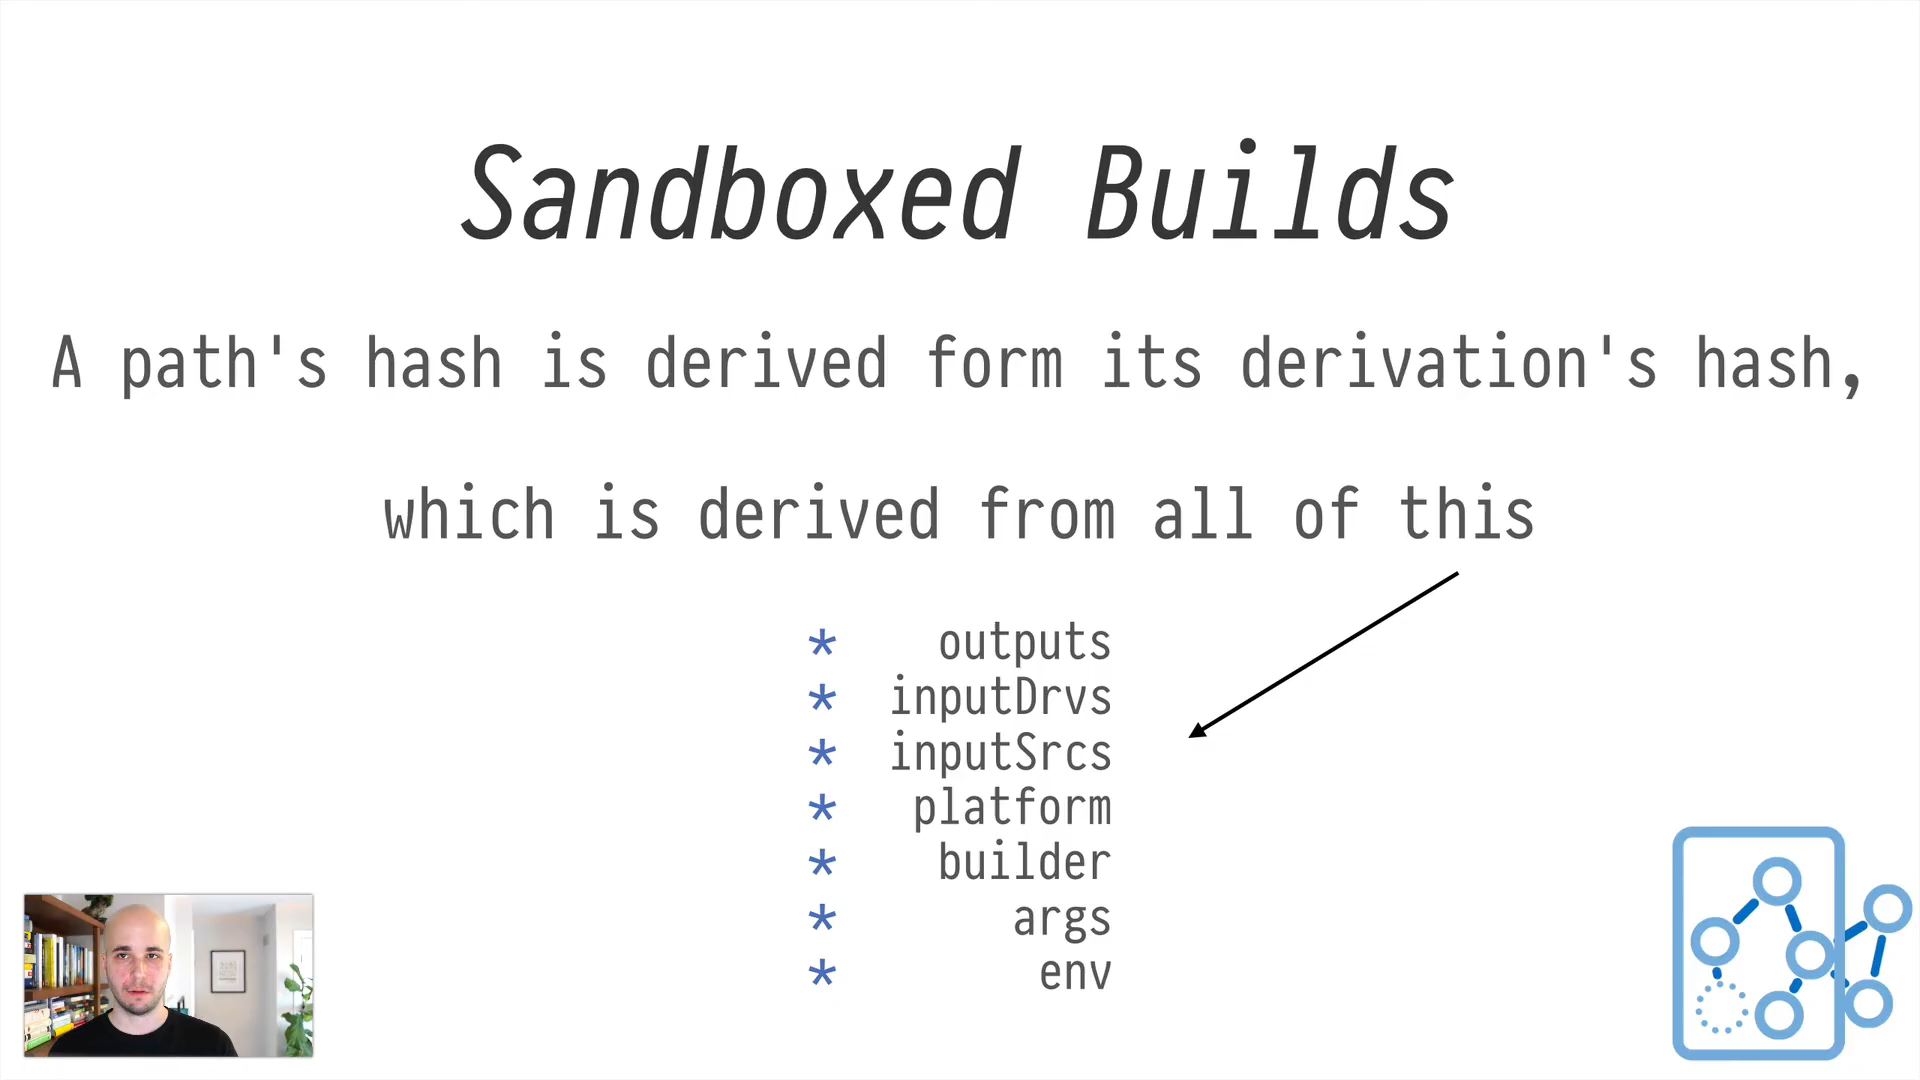 Sandboxed Builds
A path's hash is derived form its derivation's hash,
which is derived from all of this
* outputs
* inputDrvs
* inputSrcs
* platform
* builder
* args
* env